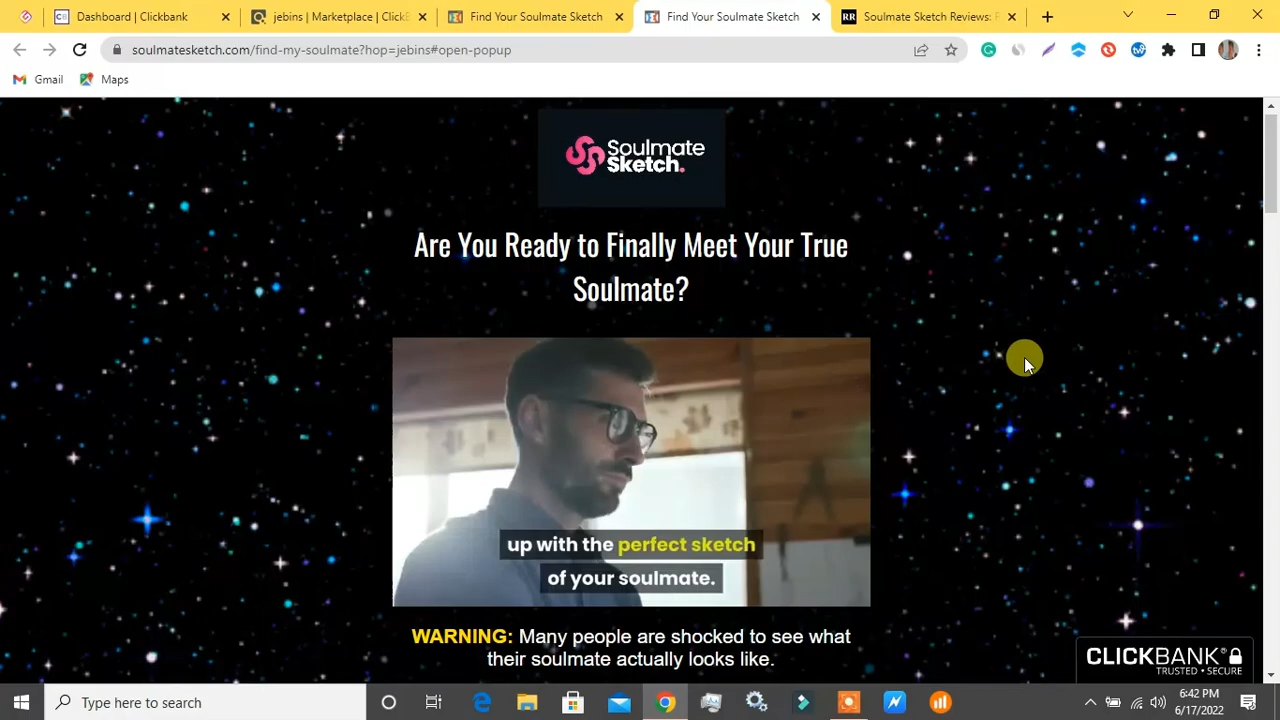 Dashboard | Clickbank
jebins | Marketplace | Click
Find Your Soulmate Sketch
Find Your Soulmate Sketch
RR
Soulmate Sketch Reviews:
soulmatesketch.com/find-my-soulmate?hop=jebins#open-popup
Gmail
Maps
Soulmate
Sketch.
Are You Ready to Finally Meet Your True
Soulmate?
up with the perfect sketch
of your soulmate.
WARNING: Many people are shocked to see what
their soulmate actually looks like.
CLICKBANK®
TRUSTED • SECURE
Type here to search
6:42 PM
6/17/2022